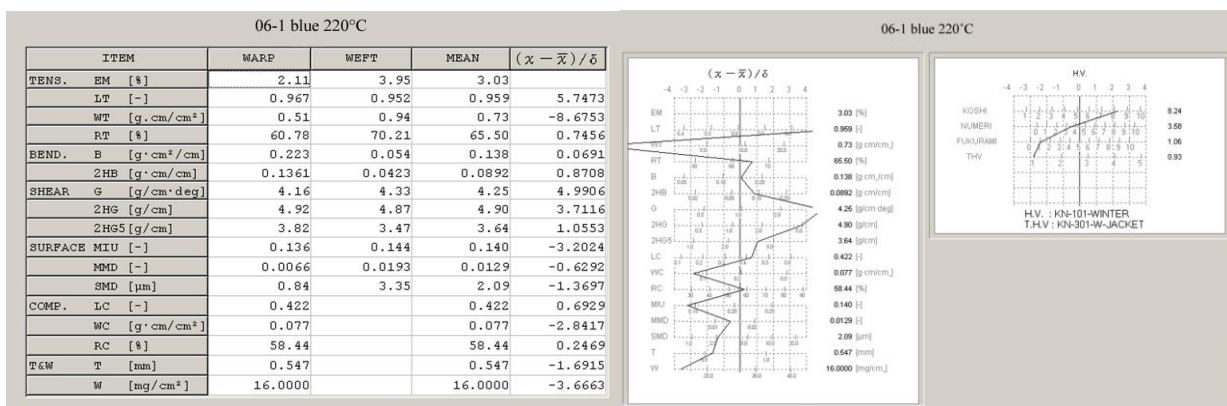 06-1 blue 220°C
ITEM WARP WEFT MEAN (χ − x̄)/δ
TENS. EM [%] 2.11 3.95 3.03
LT [-] 0.967 0.952 0.959 5.7473
WT [g.cm/cm²] 0.51 0.94 0.73 -8.6753
RT [%] 60.78 70.21 65.50 0.7456
BEND. B [g·cm²/cm] 0.223 0.054 0.138 0.0691
2HB [g·cm/cm] 0.1361 0.0423 0.0892 0.8708
SHEAR G [g/cm·deg] 4.16 4.33 4.25 4.9906
2HG [g/cm] 4.92 4.87 4.90 3.7116
2HG5 [g/cm] 3.82 3.47 3.64 1.0553
SURFACE MIU [-] 0.136 0.144 0.140 -3.2024
MMD [-] 0.0066 0.0193 0.0129 -0.6292
SMD [μm] 0.84 3.35 2.09 -1.3697
COMP. LC [-] 0.422 0.422 0.6929
WC [g·cm/cm²] 0.077 0.077 -2.8417
RC [%] 58.44 58.44 0.2469
T&W T [mm] 0.547 0.547 -1.6915
W [mg/cm²] 16.0000 16.0000 -3.6663
06-1 blue 220°C
(χ − x̄)/δ
-4 -3 -2 -1 0 1 2 3 4
EM 3.03 [%]
LT 0.959 [-]
WT 0.73 [g·cm/cm,]
RT 65.50 [%]
B 0.138 [g·cm,/cm]
2HB 0.0892 [g·cm/cm]
G 4.25 [g/cm·deg]
2HG 4.90 [g/cm]
2HG5 3.64 [g/cm]
LC 0.422 [-]
WC 0.077 [g·cm/cm,]
RC 58.44 [%]
MIU 0.140 [-]
MMD 0.0129 [-]
SMD 2.09 [μm]
T 0.547 [mm]
W 16.0000 [mg/cm,]
20.0 30.0 40.0
H.V.
-4 -3 -2 -1 0 1 2 3 4
KOSHI 8.24
NUMERI 3.58
FUKURAMI 1.06
THV 0.93
H.V. : KN-101-WINTER
T.H.V : KN-301-W-JACKET